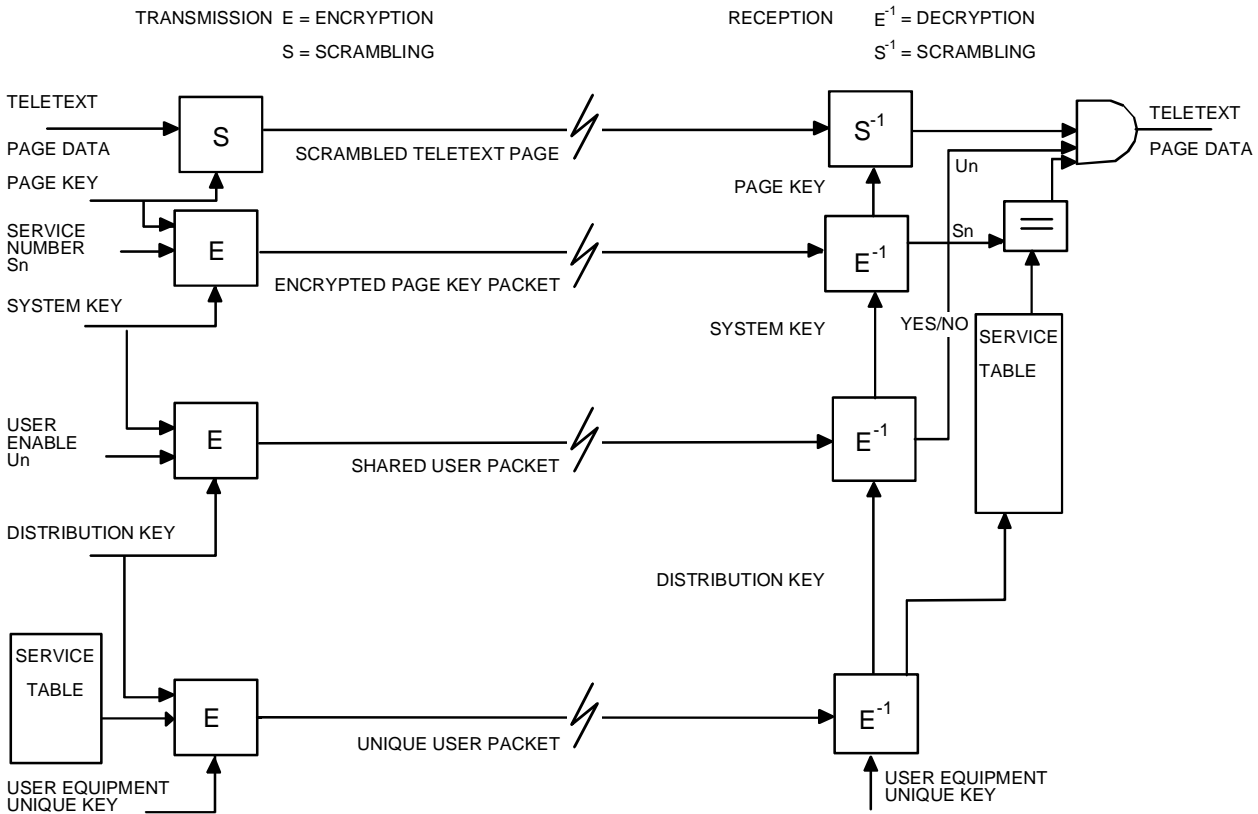 TRANSMISSION E = ENCRYPTION
S = SCRAMBLING
RECEPTION E-1 = DECRYPTION
S-1 = SCRAMBLING
TELETEXT
PAGE DATA
S
SCRAMBLED TELETEXT PAGE
S-1
TELETEXT
PAGE DATA
PAGE KEY
PAGE KEY
Un
SERVICE
NUMBER
Sn
E
ENCRYPTED PAGE KEY PACKET
E-1
Sn
=
SYSTEM KEY
SYSTEM KEY
YES/NO
SERVICE
TABLE
USER
ENABLE
Un
E
SHARED USER PACKET
E-1
DISTRIBUTION KEY
DISTRIBUTION KEY
SERVICE
TABLE
E
UNIQUE USER PACKET
E-1
USER EQUIPMENT
UNIQUE KEY
USER EQUIPMENT
UNIQUE KEY